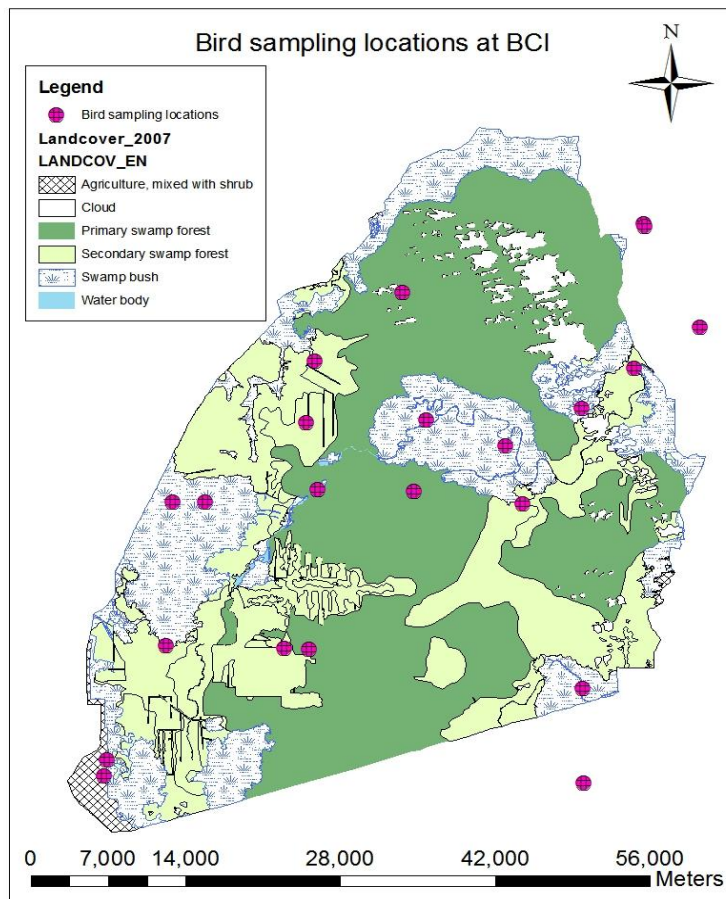 Bird sampling locations at BCI
N
Legend
Bird sampling locations
Landcover_2007
LANDCOV_EN
Agriculture, mixed with shrub
Cloud
Primary swamp forest
Secondary swamp forest
Swamp bush
Water body
0 7,000 14,000 28,000 42,000 56,000
Meters